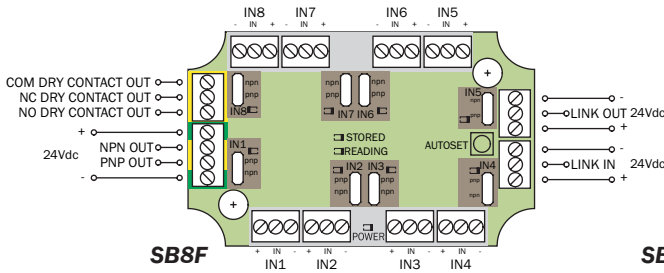 IN8 IN7 IN6 IN5
- IN + - IN + - IN + - IN +
COM DRY CONTACT OUT
NC DRY CONTACT OUT
NO DRY CONTACT OUT
+
24Vdc
NPN OUT
PNP OUT
-
npn
pnp
IN8
npn
pnp
IN7 IN6
IN5
npn
pnp
-
LINK OUT 24Vdc
+
STORED
READING
AUTOSET
IN1
pnp
npn
IN2 IN3
pnp
npn
pnp
npn
IN4
pnp
npn
-
LINK IN 24Vdc
+
POWER
+ IN - + IN - + IN - + IN -
IN1 IN2 IN3 IN4
SB8F